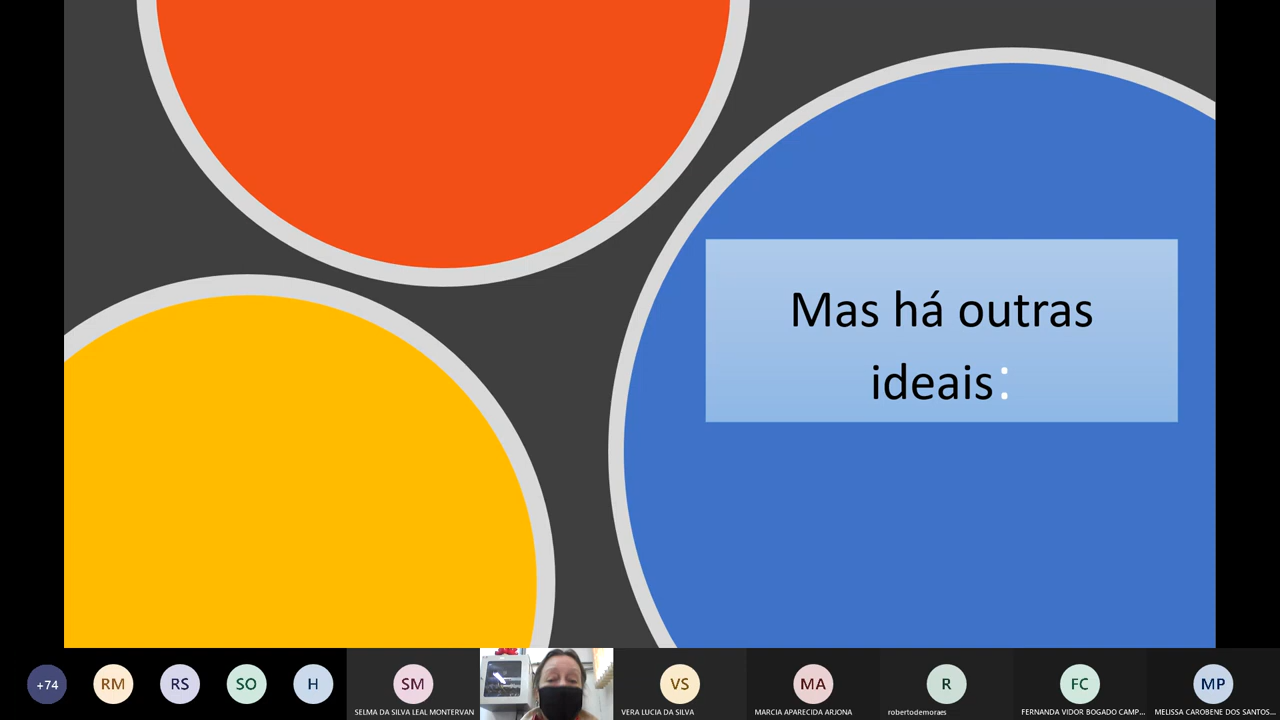 Mas há outras
ideais:
+74
RM
RS
SO
H
SM
VS
MA
R
FC
MP
SELMA DA SILVA LEAL MONTERVAN
VERA LUCIA DA SILVA
MARCIA APARECIDA ARJONA
robertodemoraes
FERNANDA VIDOR BOGADO CAMP...
MELISSA CAROBENE DOS SANTOS...